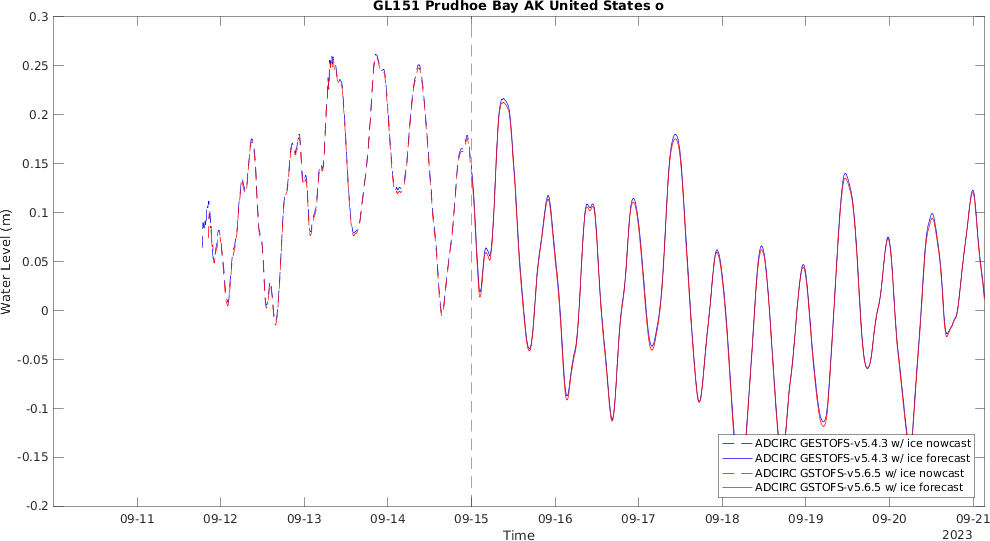 GL151 Prudhoe Bay AK United States o
Water Level (m)
0.3
0.25
0.2
0.15
0.1
0.05
0
-0.05
-0.1
-0.15
-0.2
ADCIRC GESTOFS-v5.4.3 w/ ice nowcast
ADCIRC GESTOFS-v5.4.3 w/ ice forecast
ADCIRC GSTOFS-v5.6.5 w/ ice nowcast
ADCIRC GSTOFS-v5.6.5 w/ ice forecast
09-11 09-12 09-13 09-14 09-15 09-16 09-17 09-18 09-19 09-20 09-21
Time
2023